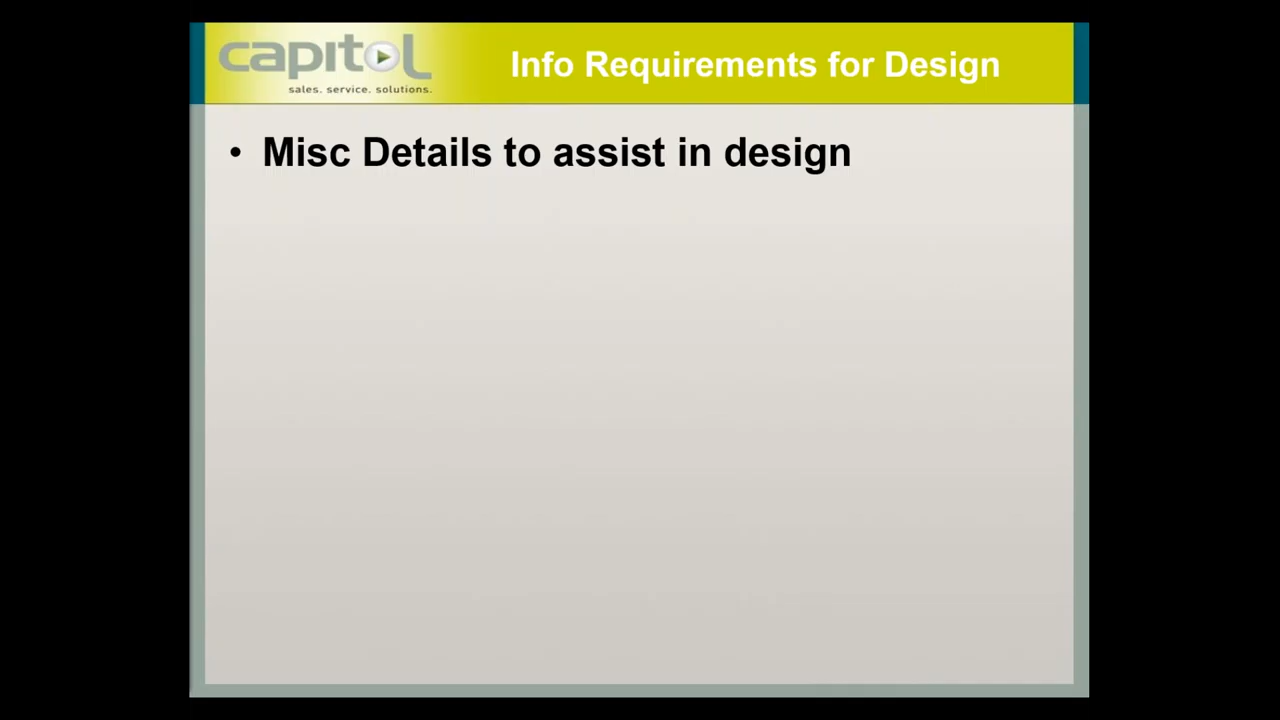 capitol
sales. service. solutions.
Info Requirements for Design
• Misc Details to assist in design